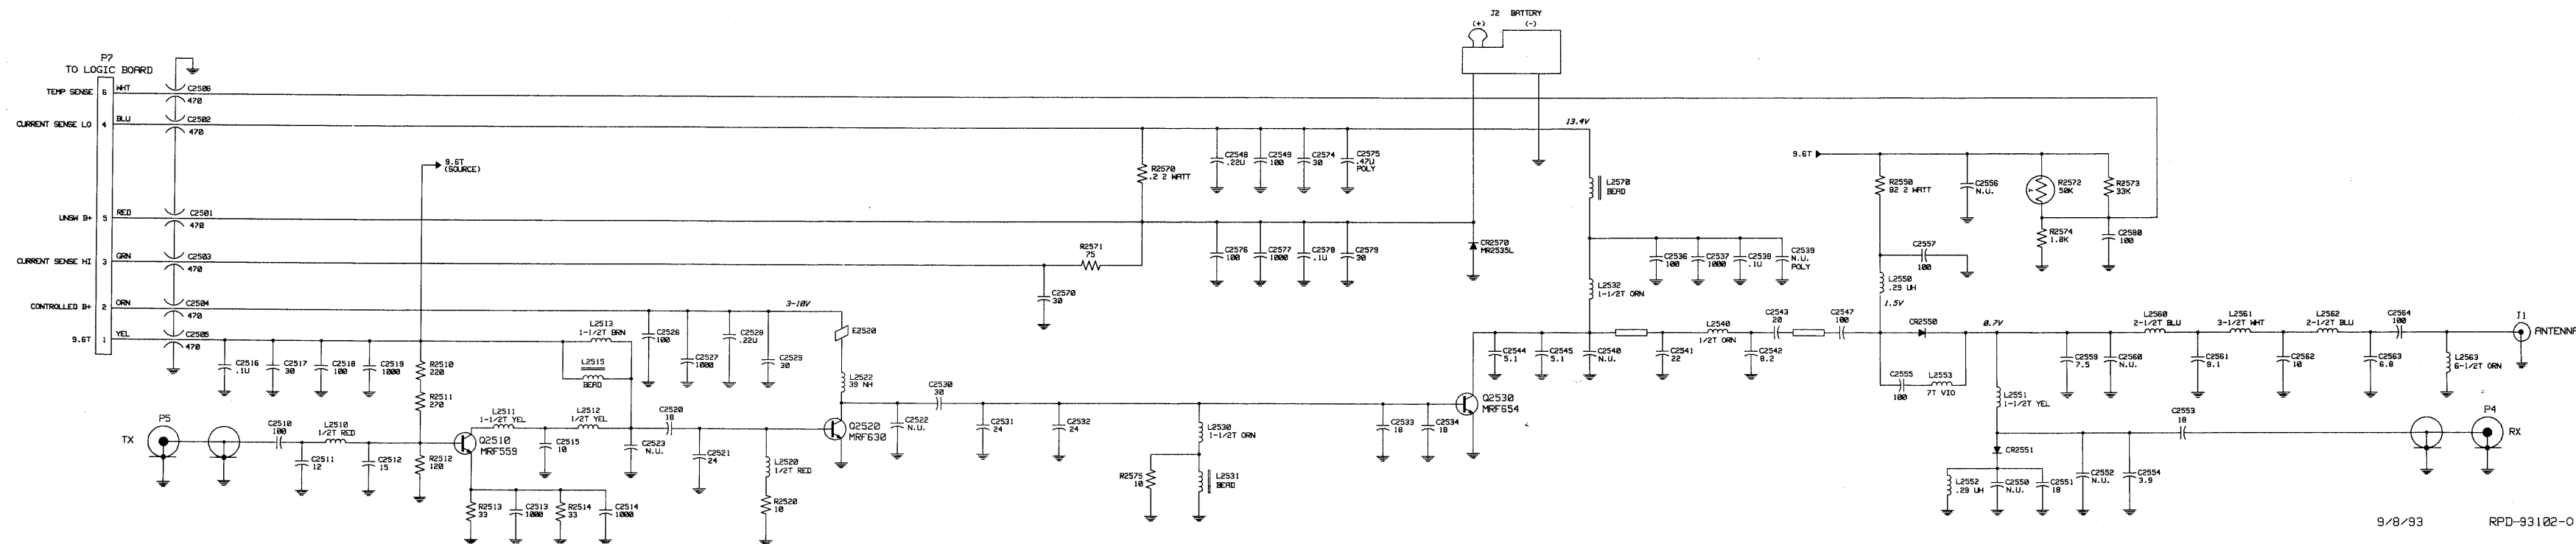 J2 BATTERY
(+) (-)
P7
TO LOGIC BOARD
TEMP SENSE 6 WHT
C2506
470
CURRENT SENSE LO 4 BLU
C2502
470
13.4V
9.6T
(SOURCE)
R2570
.2 2 WATT
C2548
.22U
C2549
100
C2574
30
C2575
.47U
POLY
L2570
BEAD
9.6T
R2550
82 2 WATT
C2556
N.U.
R2572
50K
R2573
33K
UNSW B+ 5 RED
C2501
470
R2574
1.8K
C2580
100
CURRENT SENSE HI 3 GRN
C2503
470
R2571
75
C2576
100
C2577
1000
C2578
.1U
C2579
30
CR2570
MR2535L
C2536
100
C2537
1000
C2538
.1U
C2539
N.U.
POLY
C2557
100
L2550
.29 UH
C2570
30
L2532
1-1/2T ORN
CONTROLLED B+ 2 ORN
C2504
470
3-10V
1.5V
9.6T 1 YEL
C2505
470
L2513
1-1/2T BRN
C2526
100
C2527
1000
C2528
.22U
C2529
30
E2520
C2516
.1U
C2517
30
C2518
100
C2519
1000
R2510
220
L2515
BEAD
L2522
39 NH
C2544
5.1
C2545
5.1
C2540
N.U.
C2541
22
L2540
1/2T ORN
C2542
8.2
C2543
20
C2547
100
CR2550
0.7V
C2555
100
L2553
7T VIO
C2559
7.5
C2560
N.U.
L2560
2-1/2T BLU
C2561
9.1
L2561
3-1/2T WHT
C2562
10
L2562
2-1/2T BLU
C2563
6.8
C2564
100
L2563
6-1/2T ORN
J1
ANTENNA
R2511
270
P5
TX
C2510
100
L2510
1/2T RED
C2511
12
C2512
15
R2512
120
Q2510
MRF559
L2511
1-1/2T YEL
C2515
10
L2512
1/2T YEL
C2523
N.U.
C2520
18
C2521
24
L2520
1/2T RED
R2520
10
Q2520
MRF630
C2522
N.U.
C2530
30
C2531
24
C2532
24
L2530
1-1/2T ORN
R2575
10
L2531
BEAD
C2533
18
C2534
18
Q2530
MRF654
L2551
1-1/2T YEL
CR2551
C2553
18
P4
RX
R2513
33
C2513
1000
R2514
33
C2514
1000
L2552
.29 UH
C2550
N.U.
C2551
18
C2552
N.U.
C2554
3.9
9/8/93 RPD-93102-O